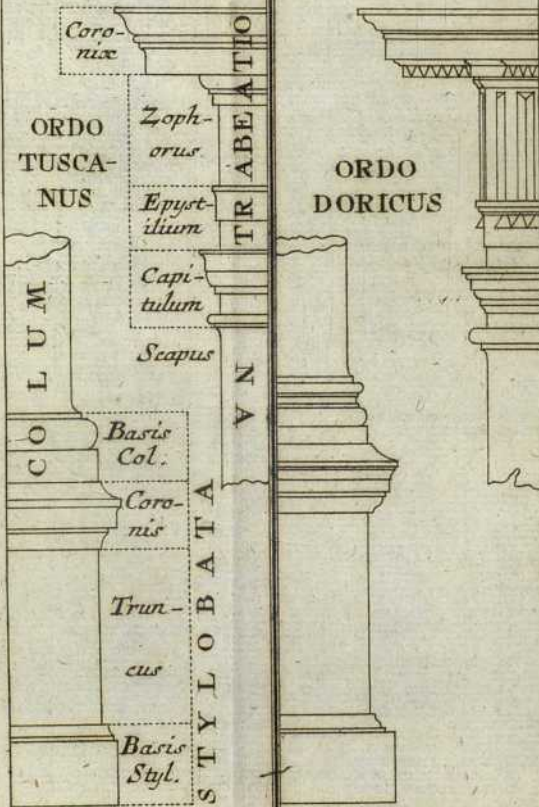 Coro-
nix
ORDO
TUSCA-
NUS
Zoph-
orus
Epyst-
ilium
Capi-
tulum
Scapus
TRABEATIO
COLUM
NA
Basis
Col.
Coro-
nis
Trun-
cus
Basis
Styl.
STYLOBATA
ORDO
DORICUS